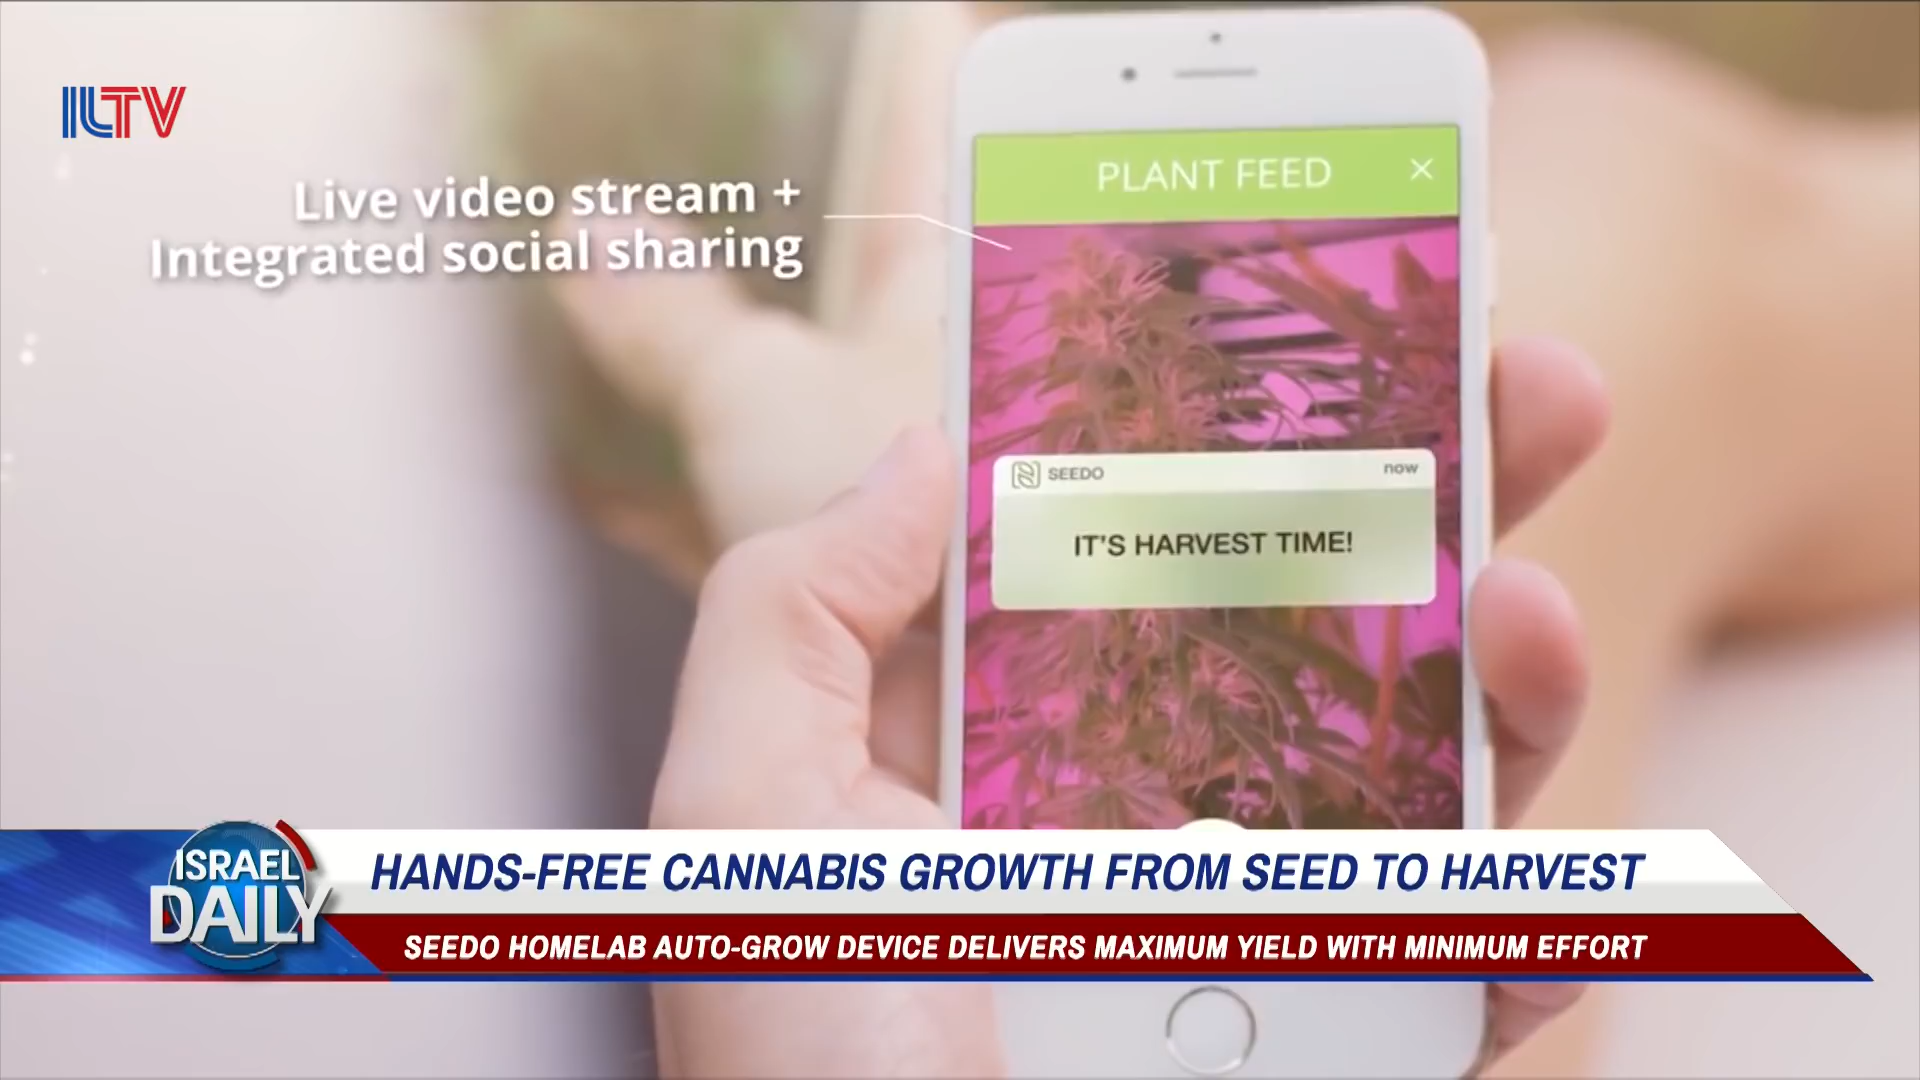 ILTV
Live video stream +
Integrated social sharing
PLANT FEED
SEEDO
now
IT'S HARVEST TIME!
ISRAEL
DAILY
HANDS-FREE CANNABIS GROWTH FROM SEED TO HARVEST
SEEDO HOMELAB AUTO-GROW DEVICE DELIVERS MAXIMUM YIELD WITH MINIMUM EFFORT